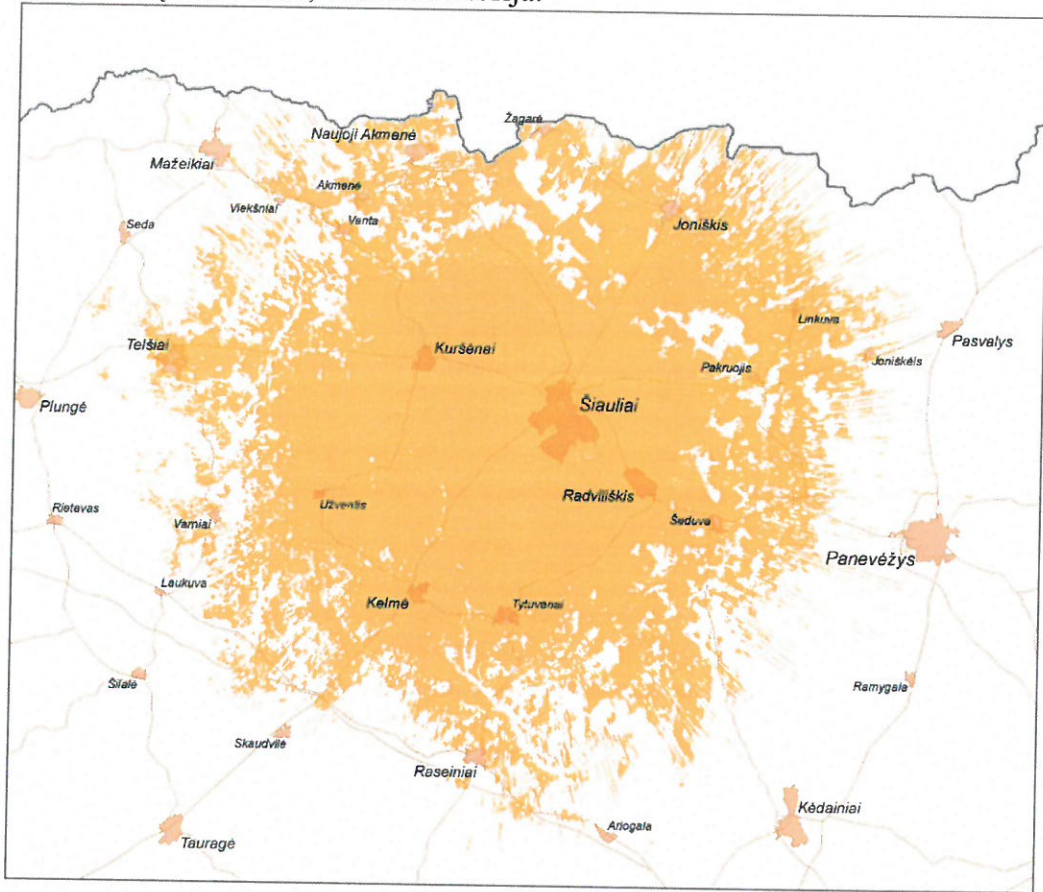 Žagarė
Naujoji Akmenė
Mažeikiai
Akmenė
Viekšniai
Venta
Seda
Joniškis
Linkuva
Pasvalys
Telšiai
Kuršėnai
Joniškėlis
Pakruojis
Plungė
Šiauliai
Radviliškis
Užventis
Rietavas
Varniai
Šeduva
Panevėžys
Laukuva
Kelmė
Tytuvėnai
Šilalė
Ramygala
Skaudvilė
Raseiniai
Kėdainiai
Ariogala
Tauragė